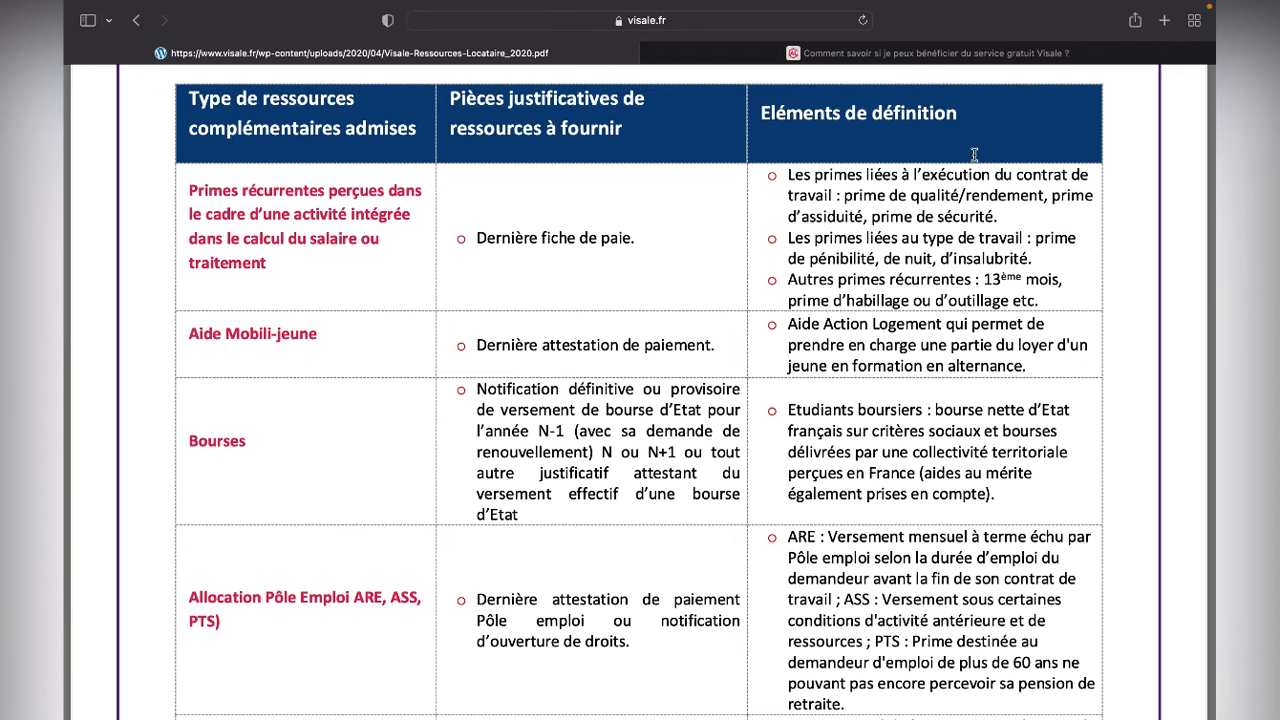 visale.fr
https://www.visale.fr/wp-content/uploads/2020/04/Visale-Ressources-Locataire_2020.pdf
Comment savoir si je peux bénéficier du service gratuit Visale ?
Type de ressources
complémentaires admises
Pièces justificatives de
ressources à fournir
Eléments de définition
Primes récurrentes perçues dans
le cadre d’une activité intégrée
dans le calcul du salaire ou
traitement
Dernière fiche de paie.
Les primes liées à l’exécution du contrat de
travail : prime de qualité/rendement, prime
d’assiduité, prime de sécurité.
Les primes liées au type de travail : prime
de pénibilité, de nuit, d’insalubrité.
Autres primes récurrentes : 13ème mois,
prime d’habillage ou d’outillage etc.
Aide Mobili-jeune
Dernière attestation de paiement.
Aide Action Logement qui permet de
prendre en charge une partie du loyer d'un
jeune en formation en alternance.
Bourses
Notification définitive ou provisoire
de versement de bourse d’Etat pour
l’année N-1 (avec sa demande de
renouvellement) N ou N+1 ou tout
autre justificatif attestant du
versement effectif d’une bourse
d’Etat
Etudiants boursiers : bourse nette d’Etat
français sur critères sociaux et bourses
délivrées par une collectivité territoriale
perçues en France (aides au mérite
également prises en compte).
Allocation Pôle Emploi ARE, ASS,
PTS)
Dernière attestation de paiement
Pôle emploi ou notification
d’ouverture de droits.
ARE : Versement mensuel à terme échu par
Pôle emploi selon la durée d’emploi du
demandeur avant la fin de son contrat de
travail ; ASS : Versement sous certaines
conditions d'activité antérieure et de
ressources ; PTS : Prime destinée au
demandeur d'emploi de plus de 60 ans ne
pouvant pas encore percevoir sa pension de
retraite.